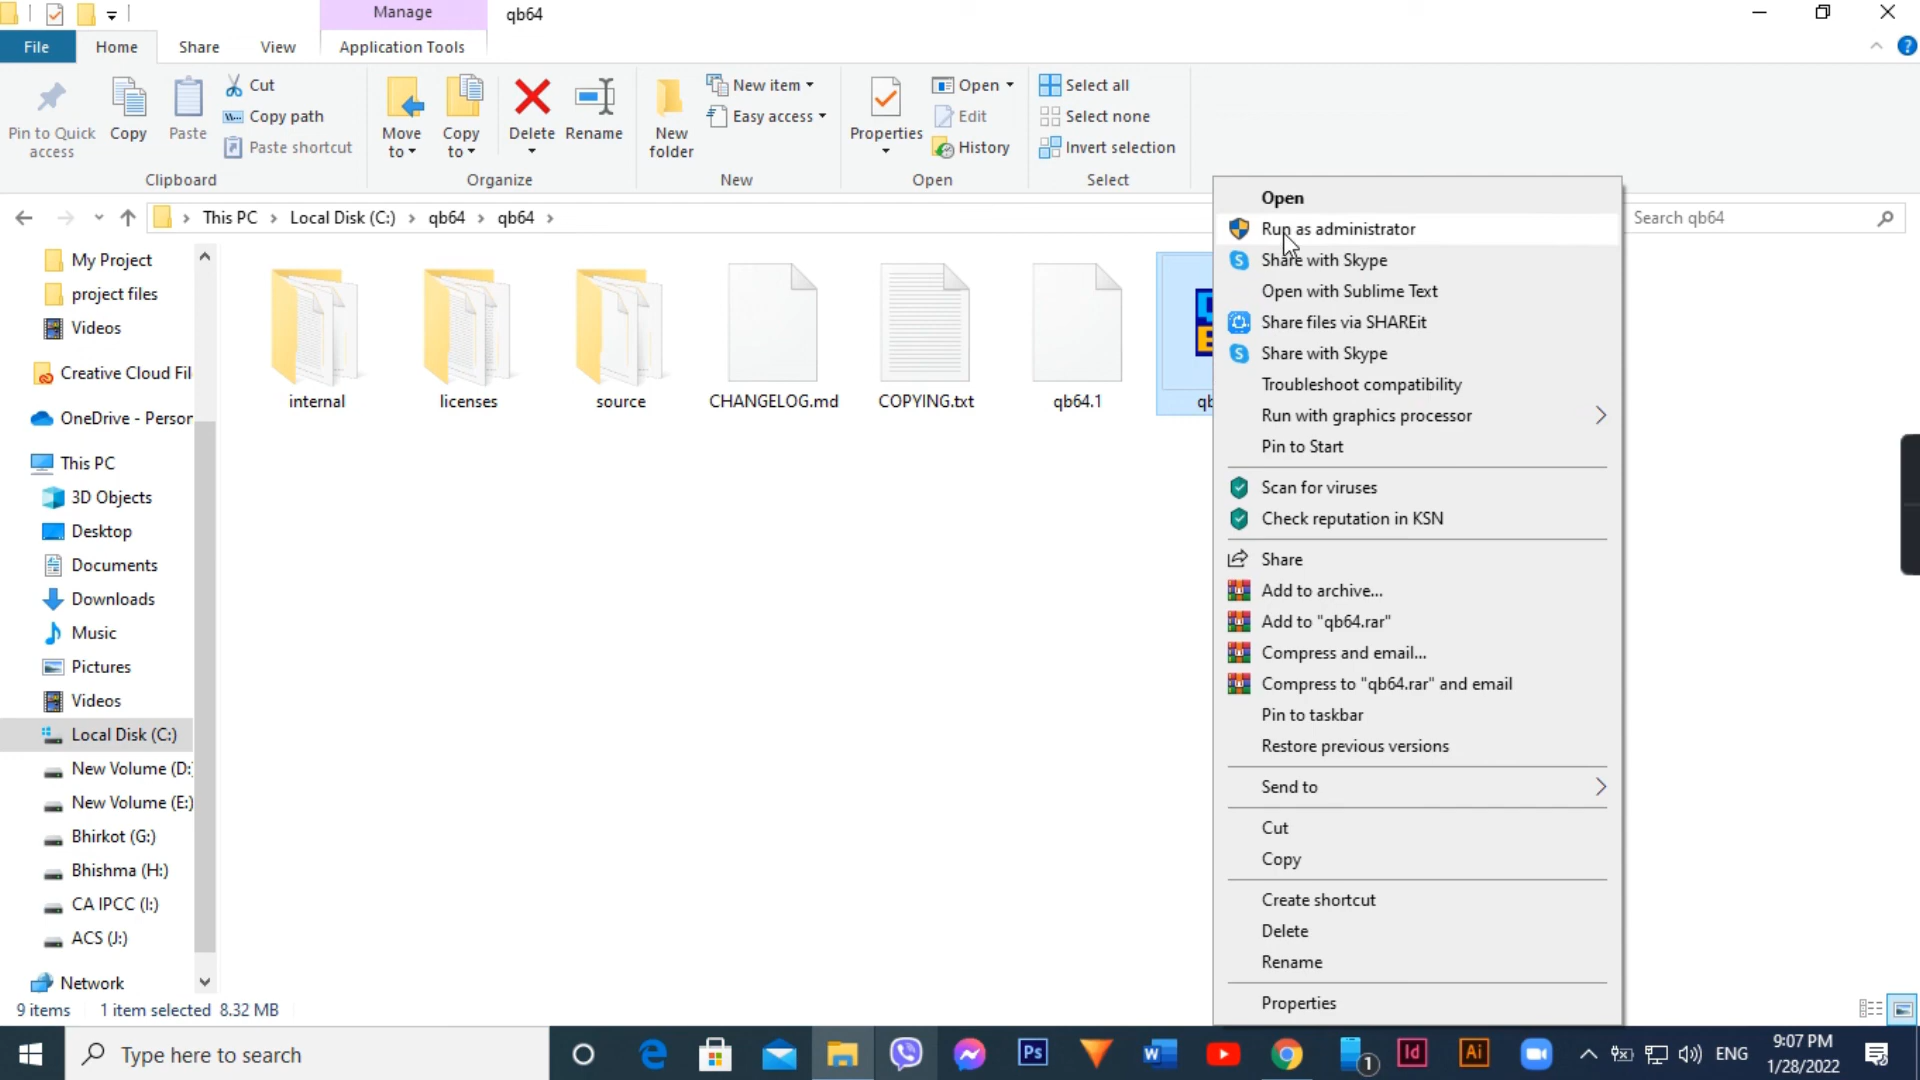 Manage
qb64
File
Home
Share
View
Application Tools
Pin to Quick access
Copy
Paste
Cut
Copy path
Paste shortcut
Clipboard
Move to
Copy to
Delete
Rename
Organize
New folder
New item
Easy access
New
Properties
Open
Edit
History
Open
Select all
Select none
Invert selection
Select
This PC > Local Disk (C:) > qb64 > qb64 >
Search qb64
My Project
project files
Videos
Creative Cloud Fil
OneDrive - Person
This PC
3D Objects
Desktop
Documents
Downloads
Music
Pictures
Videos
Local Disk (C:)
New Volume (D:
New Volume (E:)
Bhirkot (G:)
Bhishma (H:)
CA IPCC (I:)
ACS (J:)
Network
internal
licenses
source
CHANGELOG.md
COPYING.txt
qb64.1
Open
Run as administrator
Share with Skype
Open with Sublime Text
Share files via SHAREit
Share with Skype
Troubleshoot compatibility
Run with graphics processor
Pin to Start
Scan for viruses
Check reputation in KSN
Share
Add to archive...
Add to "qb64.rar"
Compress and email...
Compress to "qb64.rar" and email
Pin to taskbar
Restore previous versions
Send to
Cut
Copy
Create shortcut
Delete
Rename
Properties
9 items
1 item selected 8.32 MB
Type here to search
Ps
W
1
Id
Ai
ENG
9:07 PM
1/28/2022